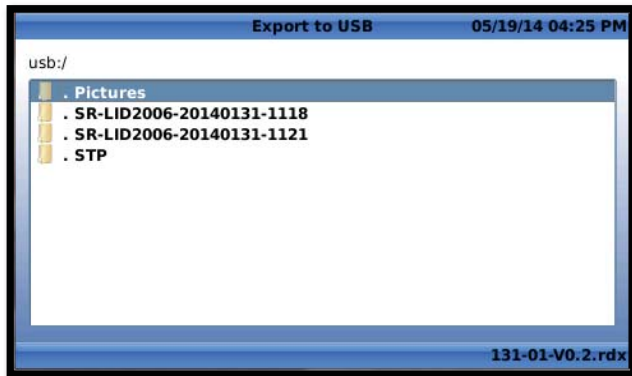 Export to USB 05/19/14 04:25 PM
usb:/
. Pictures
. SR-LID2006-20140131-1118
. SR-LID2006-20140131-1121
. STP
131-01-V0.2.rdx